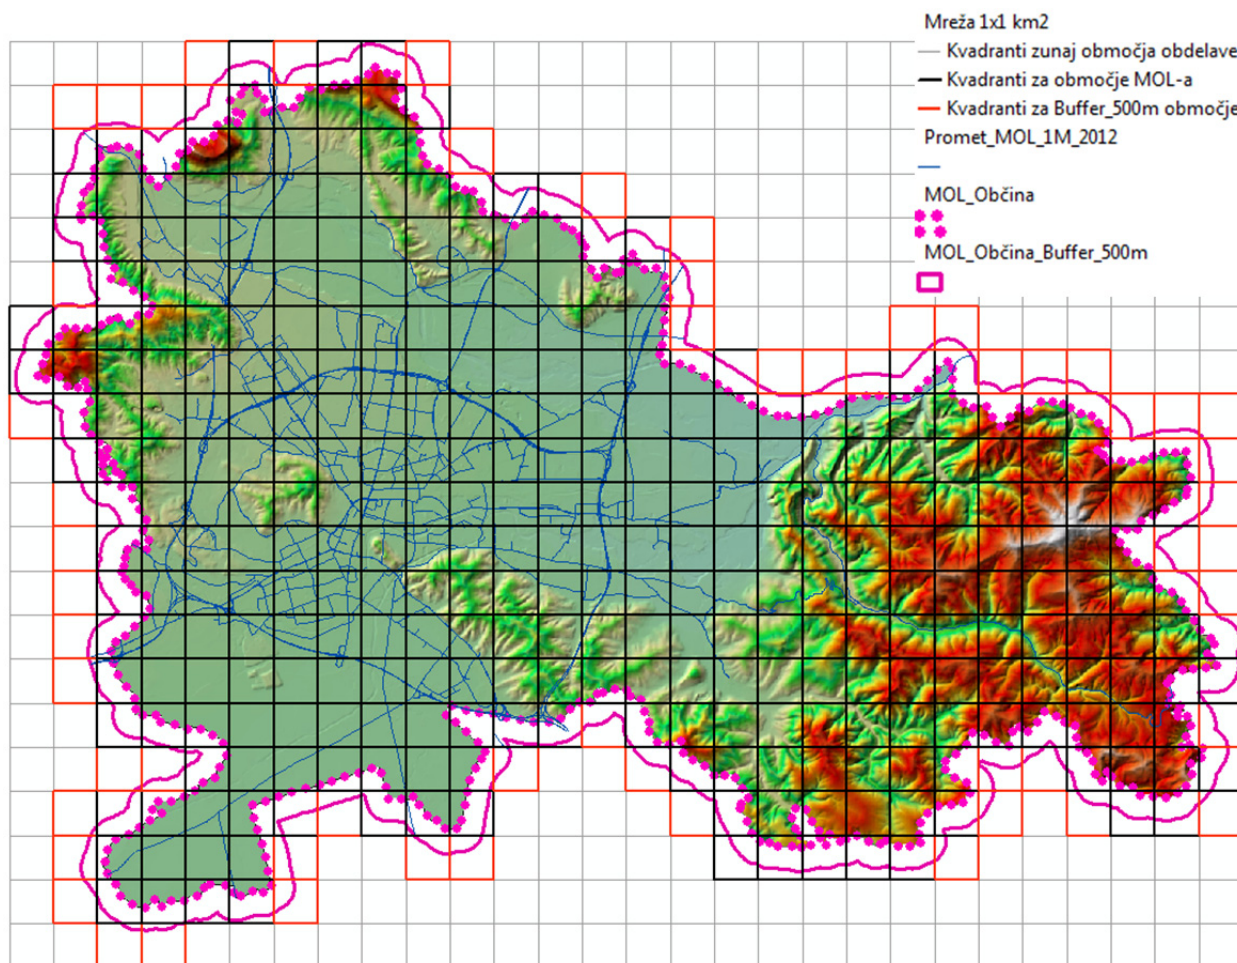 Mreža 1x1 km2
Kvadranti zunaj območja obdelave
Kvadranti za območje MOL-a
Kvadranti za Buffer_500m območje
Promet_MOL_1M_2012
MOL_Občina
MOL_Občina_Buffer_500m